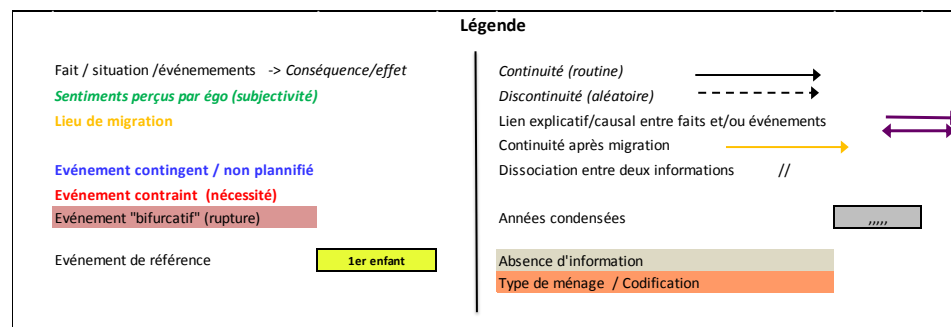 Légende
Fait / situation /événemements -> Conséquence/effet
Sentiments perçus par égo (subjectivité)
Lieu de migration
Evénement contingent / non plannifié
Evénement contraint (nécessité)
Evénement "bifurcatif" (rupture)
Evénement de référence
1er enfant
Continuité (routine)
Discontinuité (aléatoire)
Lien explicatif/causal entre faits et/ou événements
Continuité après migration
Dissociation entre deux informations //
Années condensées
,,,,,
Absence d'information
Type de ménage / Codification